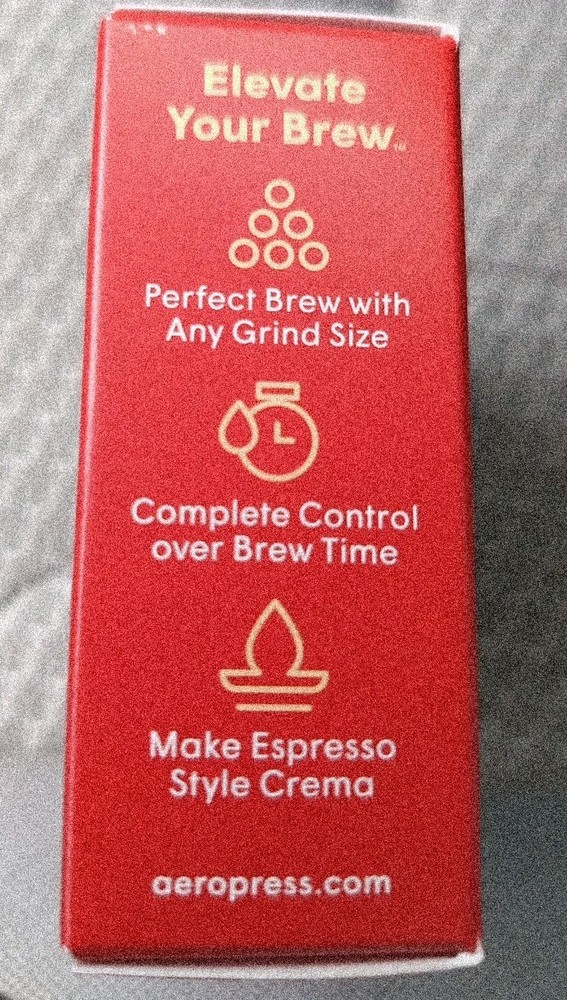 Elevate
Your Brew™
Perfect Brew with
Any Grind Size
Complete Control
over Brew Time
Make Espresso
Style Crema
aeropress.com